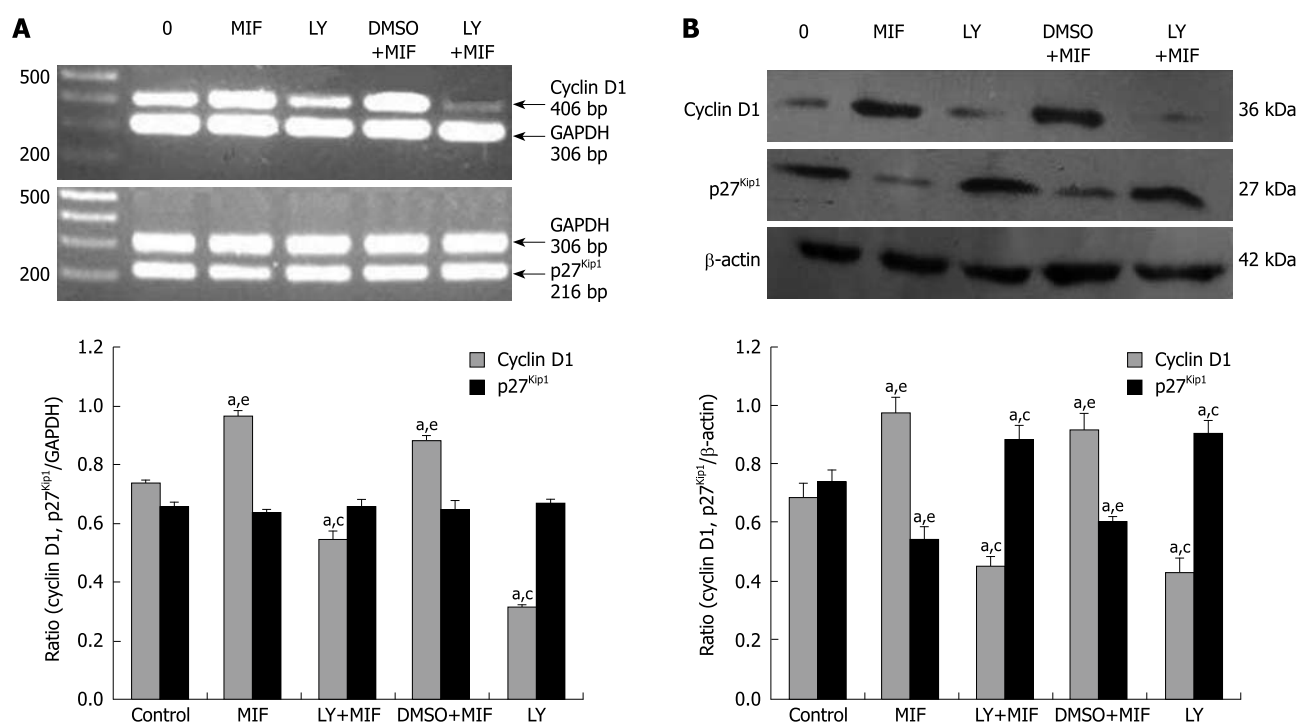 A
0 MIF LY DMSO +MIF LY +MIF
500
Cyclin D1
406 bp
GAPDH
306 bp
200
500
GAPDH
306 bp
200
p27Kip1
216 bp
1.2
1.0
0.8
0.6
0.4
0.2
0.0
Ratio (cyclin D1, p27Kip1/GAPDH)
Cyclin D1
p27Kip1
a,e
a,c
a,e
a,c
Control MIF LY+MIF DMSO+MIF LY
B
0 MIF LY DMSO +MIF LY +MIF
Cyclin D1 36 kDa
p27Kip1 27 kDa
β-actin 42 kDa
1.2
1.0
0.8
0.6
0.4
0.2
0.0
Ratio (cyclin D1, p27Kip1/β-actin)
Cyclin D1
p27Kip1
a,e
a,e
a,c
a,c
a,e
a,e
a,c
a,c
Control MIF LY+MIF DMSO+MIF LY